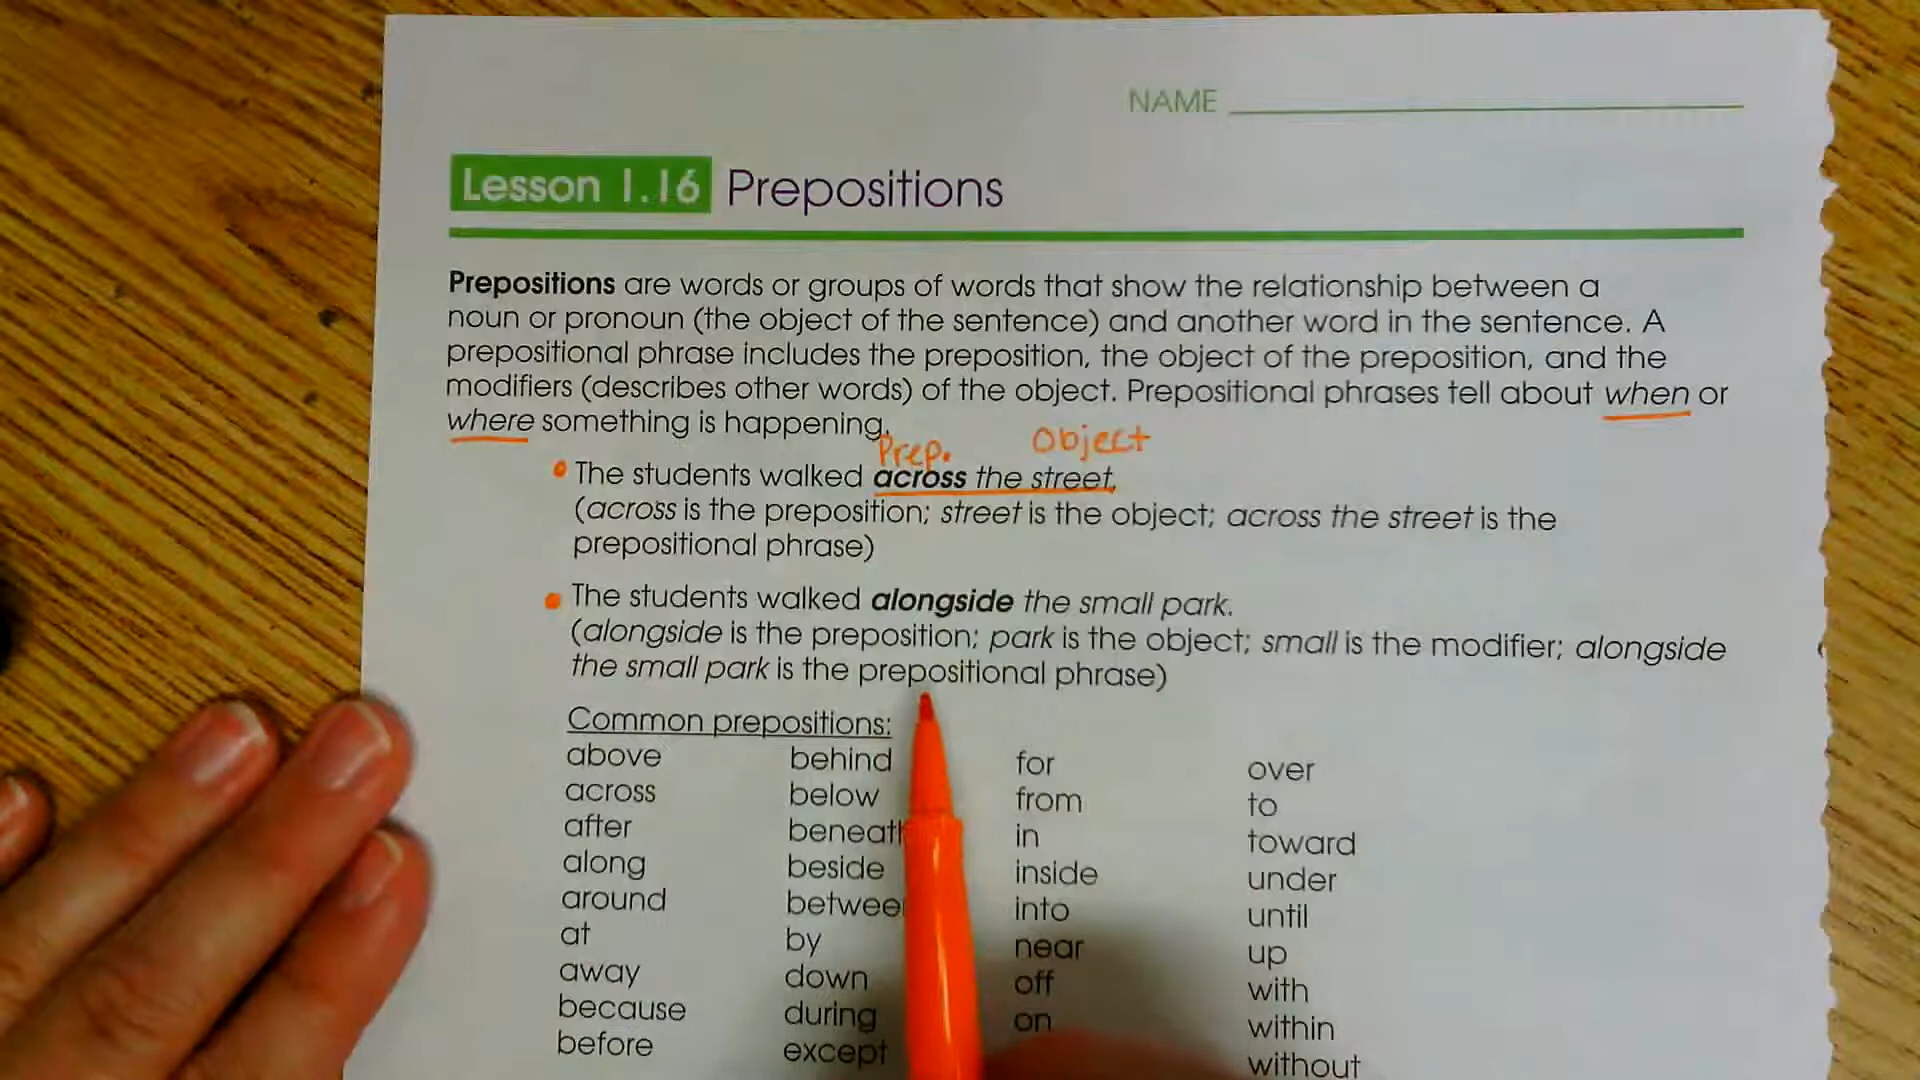 NAME
Lesson 1.16 Prepositions
Prepositions are words or groups of words that show the relationship between a
noun or pronoun (the object of the sentence) and another word in the sentence. A
prepositional phrase includes the preposition, the object of the preposition, and the
modifiers (describes other words) of the object. Prepositional phrases tell about when or
where something is happening.
Prep. Object
The students walked across the street.
(across is the preposition; street is the object; across the street is the
prepositional phrase)
The students walked alongside the small park.
(alongside is the preposition; park is the object; small is the modifier; alongside
the small park is the prepositional phrase)
Common prepositions:
above behind for over
across below from to
after beneath in toward
along beside inside under
around between into until
at by near up
away down off with
because during on within
before except without